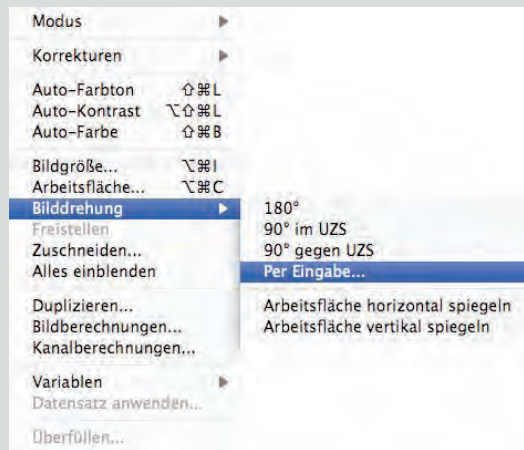 Modus
Korrekturen
Auto-Farbton ⇧⌘L
Auto-Kontrast ⌥⇧⌘L
Auto-Farbe ⇧⌘B
Bildgröße... ⌥⌘I
Arbeitsfläche... ⌥⌘C
Bilddrehung
Freistellen
Zuschneiden...
Alles einblenden
Duplizieren...
Bildberechnungen...
Kanalberechnungen...
Variablen
Datensatz anwenden...
Überfüllen...
180°
90° im UZS
90° gegen UZS
Per Eingabe...
Arbeitsfläche horizontal spiegeln
Arbeitsfläche vertikal spiegeln